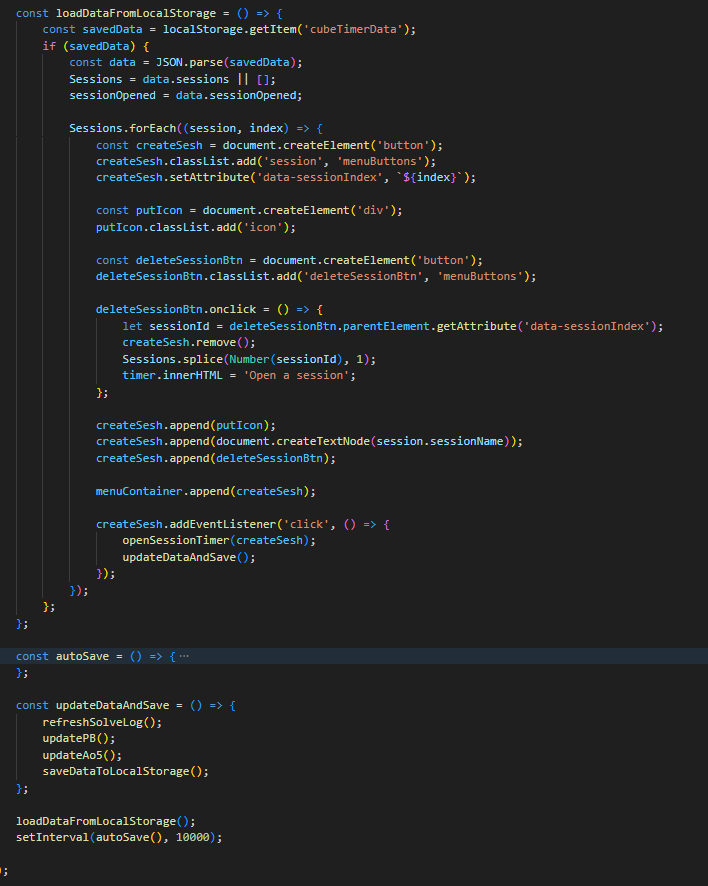 const loadDataFromLocalStorage = () => {
const savedData = localStorage.getItem('cubeTimerData');
if (savedData) {
const data = JSON.parse(savedData);
Sessions = data.sessions || [];
sessionOpened = data.sessionOpened;
Sessions.forEach((session, index) => {
const createSesh = document.createElement('button');
createSesh.classList.add('session', 'menuButtons');
createSesh.setAttribute('data-sessionIndex', `${index}`);
const putIcon = document.createElement('div');
putIcon.classList.add('icon');
const deleteSessionBtn = document.createElement('button');
deleteSessionBtn.classList.add('deleteSessionBtn', 'menuButtons');
deleteSessionBtn.onclick = () => {
let sessionId = deleteSessionBtn.parentElement.getAttribute('data-sessionIndex');
createSesh.remove();
Sessions.splice(Number(sessionId), 1);
timer.innerHTML = 'Open a session';
};
createSesh.append(putIcon);
createSesh.append(document.createTextNode(session.sessionName));
createSesh.append(deleteSessionBtn);
menuContainer.append(createSesh);
createSesh.addEventListener('click', () => {
openSessionTimer(createSesh);
updateDataAndSave();
});
});
};
};
const autoSave = () => { ⋯
};
const updateDataAndSave = () => {
refreshSolveLog();
updatePB();
updateAo5();
saveDataToLocalStorage();
};
loadDataFromLocalStorage();
setInterval(autoSave(), 10000);
);